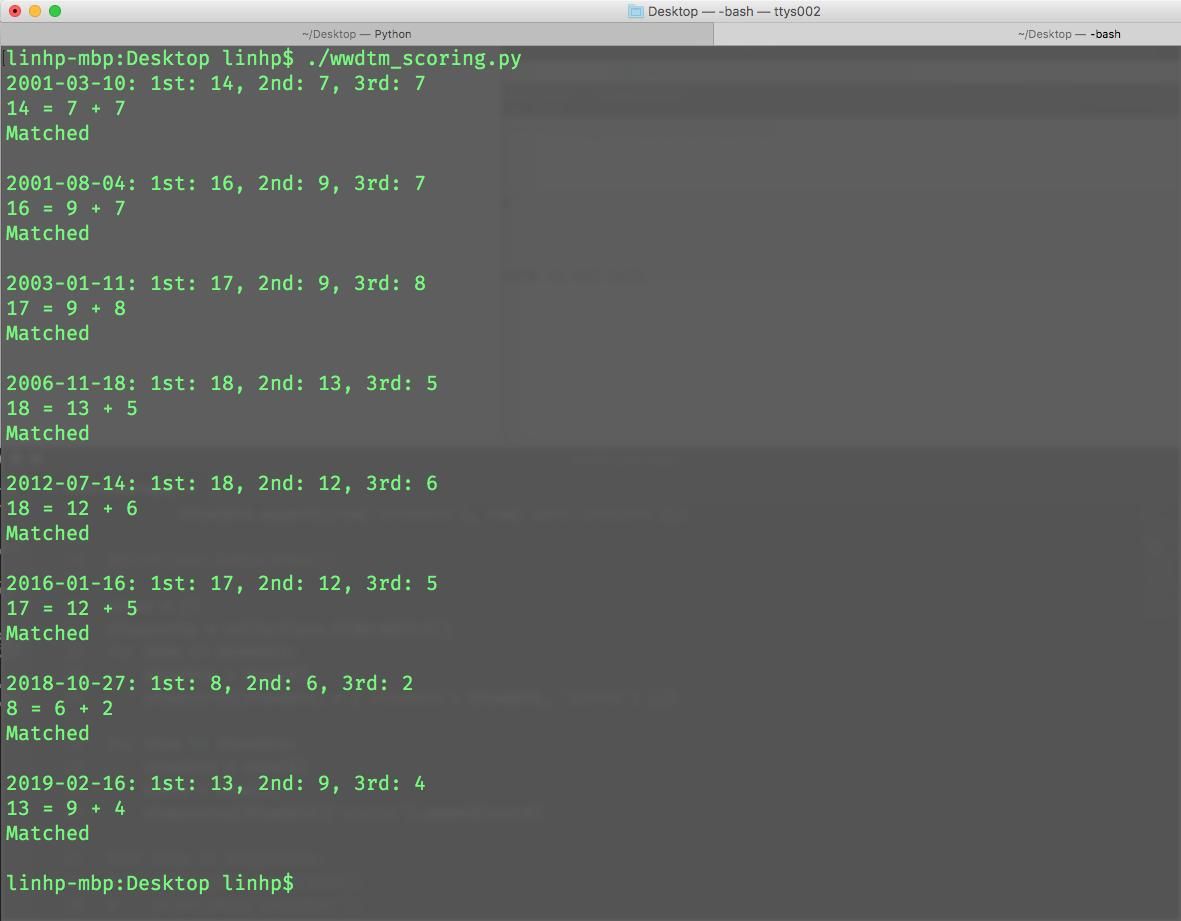 Desktop — -bash — ttys002
~/Desktop — Python
~/Desktop — -bash
linhp-mbp:Desktop linhp$ ./wwdtm_scoring.py
2001-03-10: 1st: 14, 2nd: 7, 3rd: 7
14 = 7 + 7
Matched
2001-08-04: 1st: 16, 2nd: 9, 3rd: 7
16 = 9 + 7
Matched
2003-01-11: 1st: 17, 2nd: 9, 3rd: 8
17 = 9 + 8
Matched
2006-11-18: 1st: 18, 2nd: 13, 3rd: 5
18 = 13 + 5
Matched
2012-07-14: 1st: 18, 2nd: 12, 3rd: 6
18 = 12 + 6
Matched
2016-01-16: 1st: 17, 2nd: 12, 3rd: 5
17 = 12 + 5
Matched
2018-10-27: 1st: 8, 2nd: 6, 3rd: 2
8 = 6 + 2
Matched
2019-02-16: 1st: 13, 2nd: 9, 3rd: 4
13 = 9 + 4
Matched
linhp-mbp:Desktop linhp$